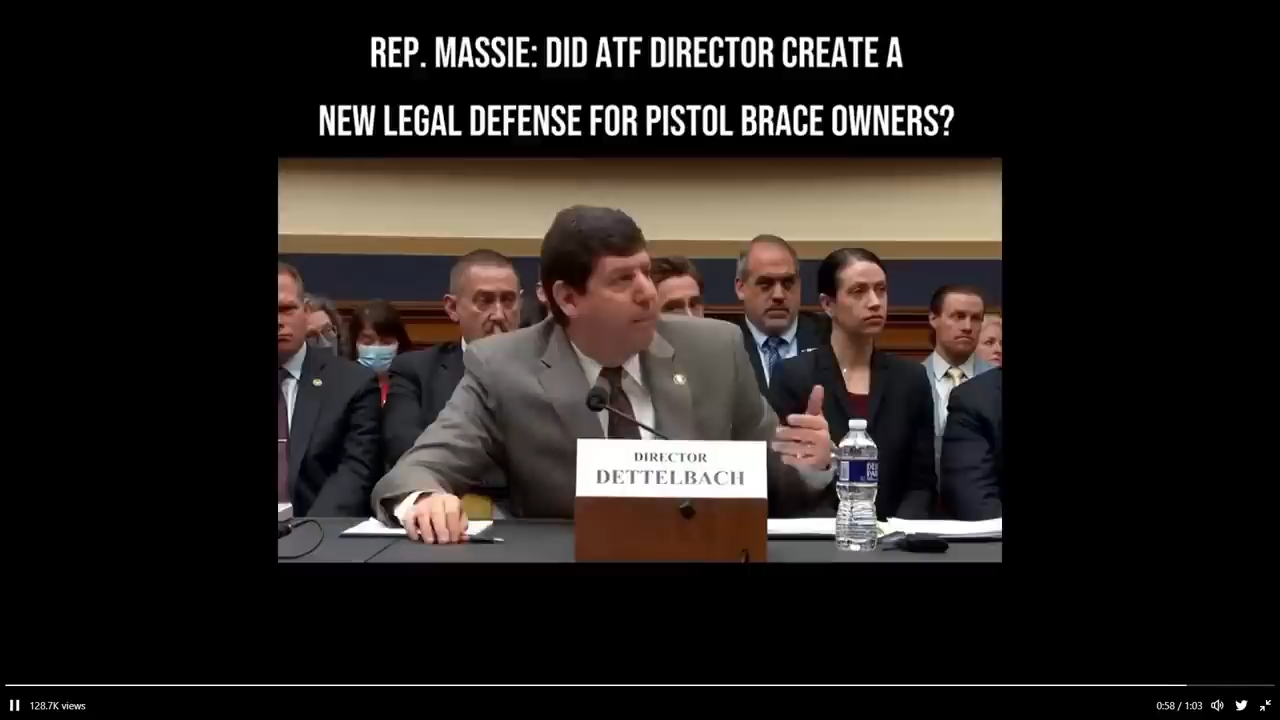 REP. MASSIE: DID ATF DIRECTOR CREATE A
NEW LEGAL DEFENSE FOR PISTOL BRACE OWNERS?
DIRECTOR
DETTELBACH
128.7K views
0:58 / 1:03